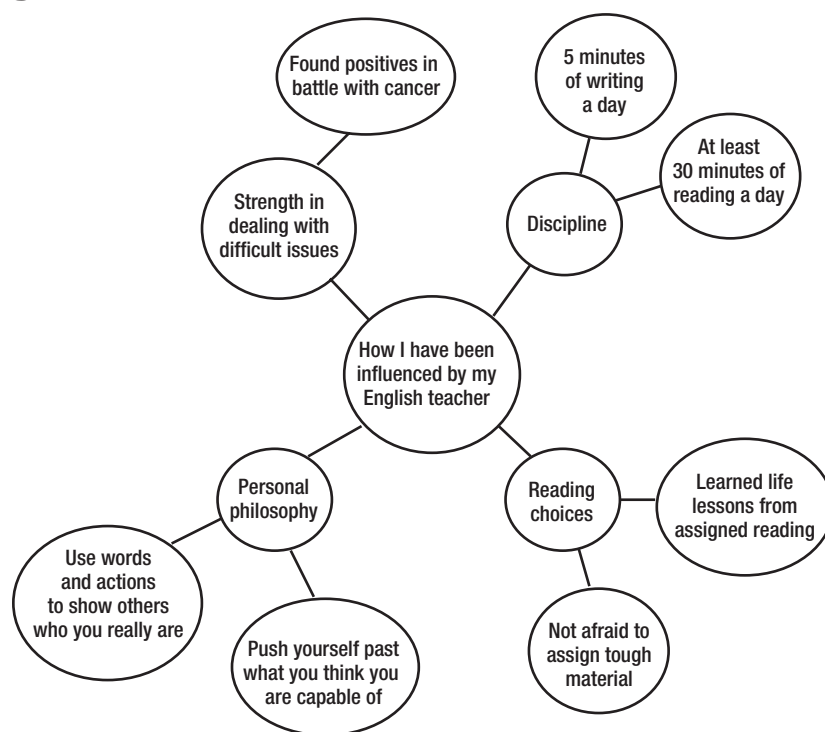 Found positives in
battle with cancer
5 minutes
of writing
a day
At least
30 minutes of
reading a day
Strength in
dealing with
difficult issues
Discipline
How I have been
influenced by my
English teacher
Personal
philosophy
Reading
choices
Learned life
lessons from
assigned reading
Use words
and actions
to show others
who you really are
Push yourself past
what you think you
are capable of
Not afraid to
assign tough
material